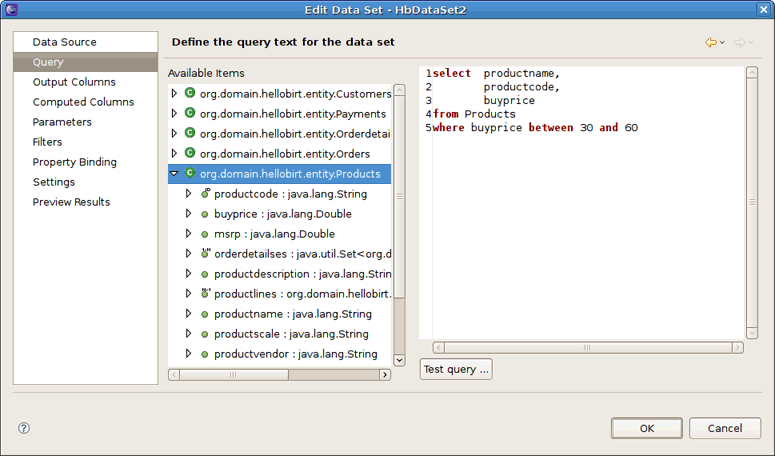 Edit Data Set - HbDataSet2
Data Source
Query
Output Columns
Computed Columns
Parameters
Filters
Property Binding
Settings
Preview Results
Define the query text for the data set
Available Items
org.domain.hellobirt.entity.Customers
org.domain.hellobirt.entity.Payments
org.domain.hellobirt.entity.Orderdetai
org.domain.hellobirt.entity.Orders
org.domain.hellobirt.entity.Products
productcode : java.lang.String
buyprice : java.lang.Double
msrp : java.lang.Double
orderdetailses : java.util.Set<org.d
productdescription : java.lang.Strin
productlines : org.domain.hellobirt.
productname : java.lang.String
productscale : java.lang.String
productvendor : java.lang.String
1select productname,
2 productcode,
3 buyprice
4from Products
5where buyprice between 30 and 60
Test query ...
OK
Cancel